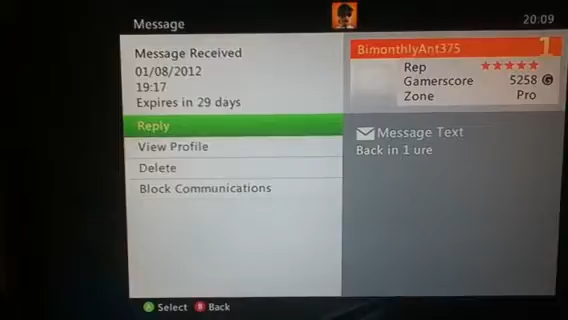 Message
20:09
Message Received
01/08/2012
19:17
Expires in 29 days
Reply
View Profile
Delete
Block Communications
BimonthlyAnt375
1
Rep
Gamerscore 5258 G
Zone Pro
Message Text
Back in 1 ure
A Select B Back